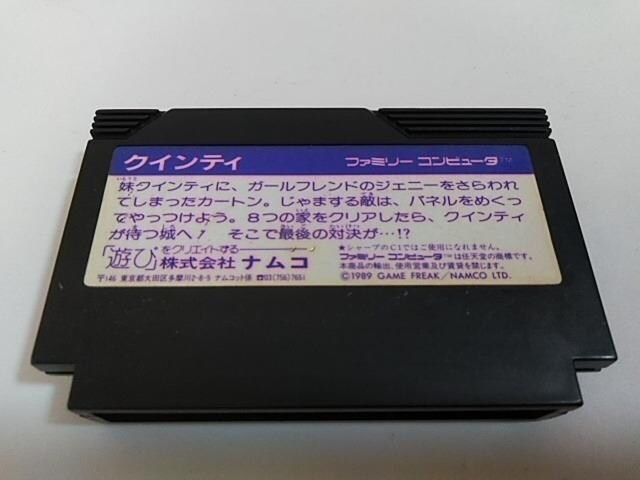 クインティ ファミリー コンピュータ™
妹クインティに、ガールフレンドのジェニーをさらわれ
てしまったカートン。じゃまする敵は、パネルをめくっ
てやっつけよう。8つの家をクリアしたら、クインティ
が待つ城へ! そこで最後の対決が…!?
「遊び」をクリエイトする
株式会社 ナムコ
〒146 東京都大田区多摩川2-8-5 ナムコット係 ☎03(756)7651
★シャープのC1ではご使用になれません。
ファミリー コンピュータ™は任天堂の商標です。
本商品の輸出、使用営業及び賃貸を禁じます。
©1989 GAME FREAK/NAMCO LTD.